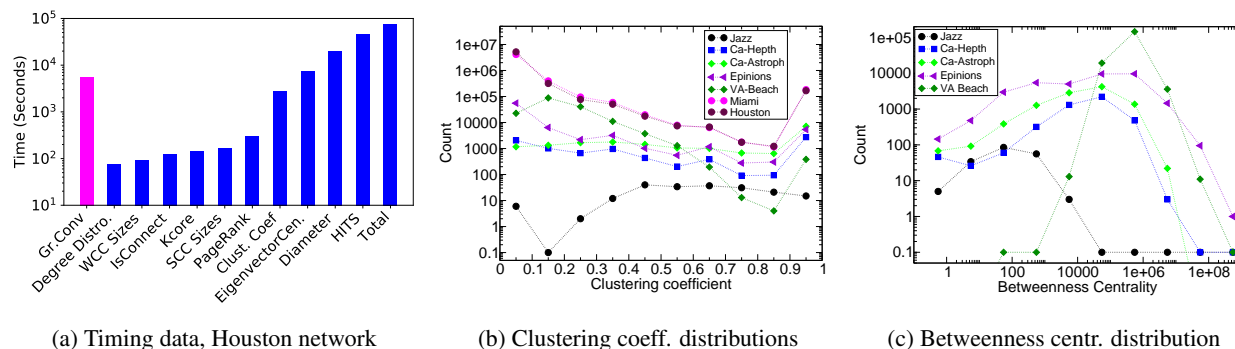 10^5
10^4
10^3
10^2
10^1
Time (Seconds)
Gr.Conv
Degree Distro.
WCC Sizes
IsConnect
Kcore
SCC Sizes
PageRank
Clust. Coef
EigenvectorCen.
Diameter
HITS
Total
(a) Timing data, Houston network
1e+07
1e+06
1e+05
10000
1000
100
10
1
0.1
Count
Jazz
Ca-Hepth
Ca-Astroph
Epinions
VA-Beach
Miami
Houston
0 0.1 0.2 0.3 0.4 0.5 0.6 0.7 0.8 0.9 1
Clustering coefficient
(b) Clustering coeff. distributions
1e+05
10000
1000
100
10
1
0.1
Count
Jazz
Ca-Hepth
Ca-Astroph
Epinions
VA Beach
1 100 10000 1e+06 1e+08
Betweenness Centrality
(c) Betweenness centr. distribution